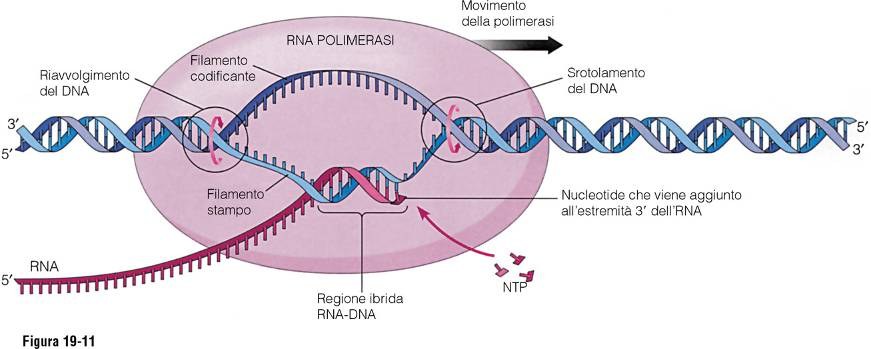 Movimento
della polimerasi
RNA POLIMERASI
Filamento
codificante
Riavvolgimento
del DNA
Srotolamento
del DNA
3′
5′
5′
3′
Filamento
stampo
Nucleotide che viene aggiunto
all'estremità 3′ dell'RNA
RNA
5′
NTP
Regione ibrida
RNA-DNA
Figura 19-11